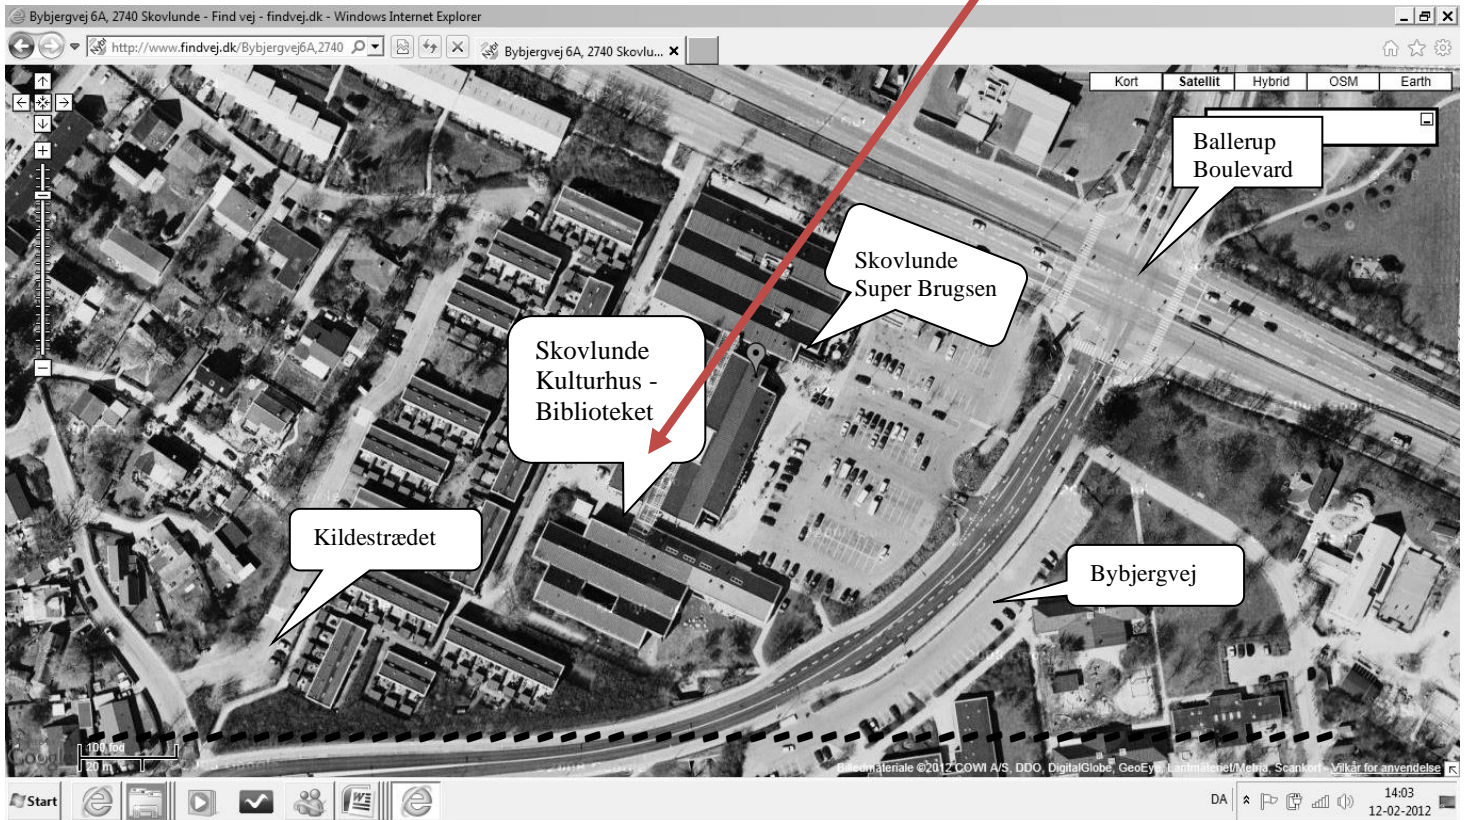 Bybjergvej 6A, 2740 Skovlunde - Find vej - findvej.dk - Windows Internet Explorer
http://www.findvej.dk/Bybjergvej6A,2740
Bybjergvej 6A, 2740 Skovlu...
Kort Satellit Hybrid OSM Earth
Ballerup
Boulevard
Skovlunde
Super Brugsen
Skovlunde
Kulturhus -
Biblioteket
Kildestrædet
Bybjergvej
100 fod
20 m
Billedmateriale ©2012 COWI A/S, DDO, DigitalGlobe, GeoEye, Lantmäteriet/Metria, Scankort - Vilkår for anvendelse
Start
DA
14:03
12-02-2012